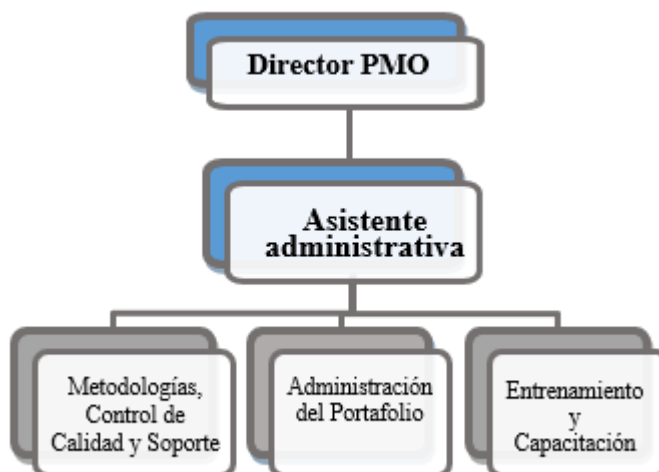 Director PMO
Asistente
administrativa
Metodologías,
Control de
Calidad y Soporte
Administración
del Portafolio
Entrenamiento
y
Capacitación